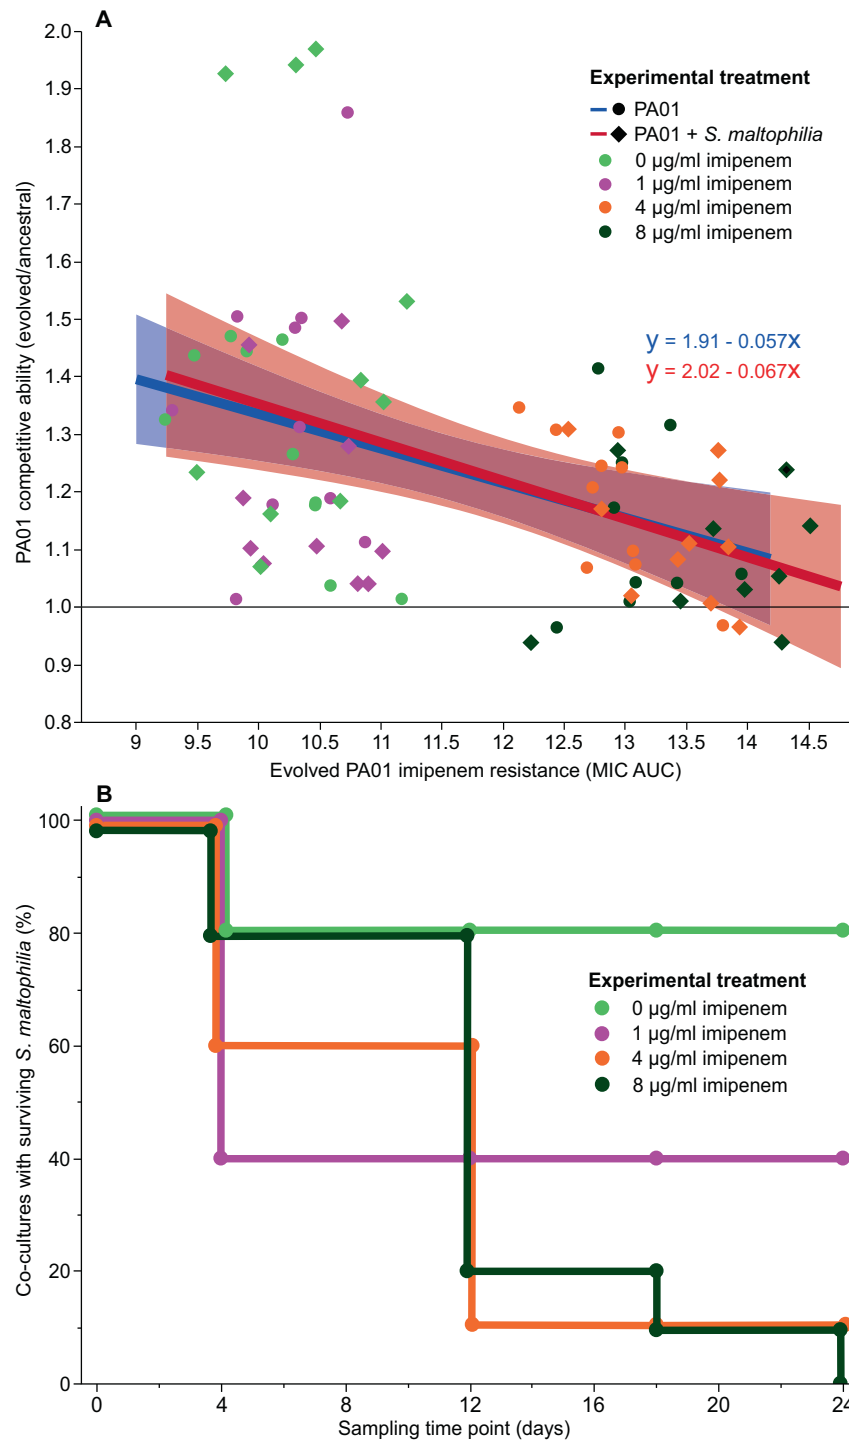 A
2.0
1.9
1.8
1.7
1.6
1.5
1.4
1.3
1.2
1.1
1.0
0.9
0.8
PA01 competitive ability (evolved/ancestral)
Experimental treatment
PA01
PA01 + S. maltophilia
0 µg/ml imipenem
1 µg/ml imipenem
4 µg/ml imipenem
8 µg/ml imipenem
y = 1.91 - 0.057x
y = 2.02 - 0.067x
9 9.5 10 10.5 11 11.5 12 12.5 13 13.5 14 14.5
Evolved PA01 imipenem resistance (MIC AUC)
B
100
80
60
40
20
0
Co-cultures with surviving S. maltophilia (%)
Experimental treatment
0 µg/ml imipenem
1 µg/ml imipenem
4 µg/ml imipenem
8 µg/ml imipenem
0 4 8 12 16 20 24
Sampling time point (days)